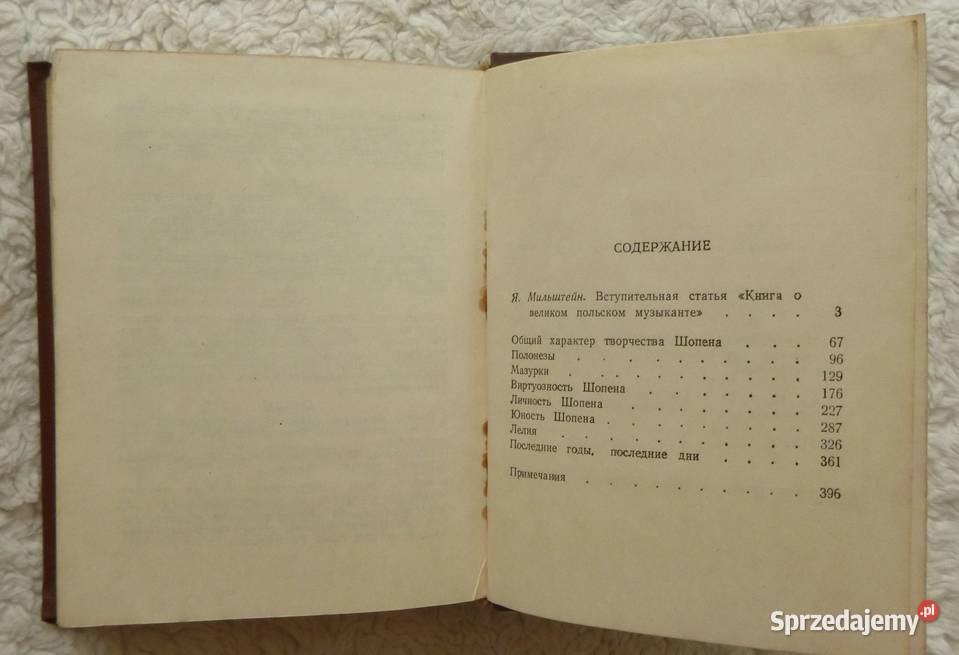 СОДЕРЖАНИЕ
Я. Мильштейн. Вступительная статья «Книга о
великом польском музыканте» . . . . 3
Общий характер творчества Шопена . . . 67
Полонезы . . . . . . . . . 96
Мазурки . . . . . . . . . 129
Виртуозность Шопена . . . . . . 176
Личность Шопена . . . . . . . 227
Юность Шопена . . . . . . . . 287
Лелия . . . . . . . . . 326
Последние годы, последние дни . . . . 361
Примечания . . . . . . . . 396
Sprzedajemy.pl